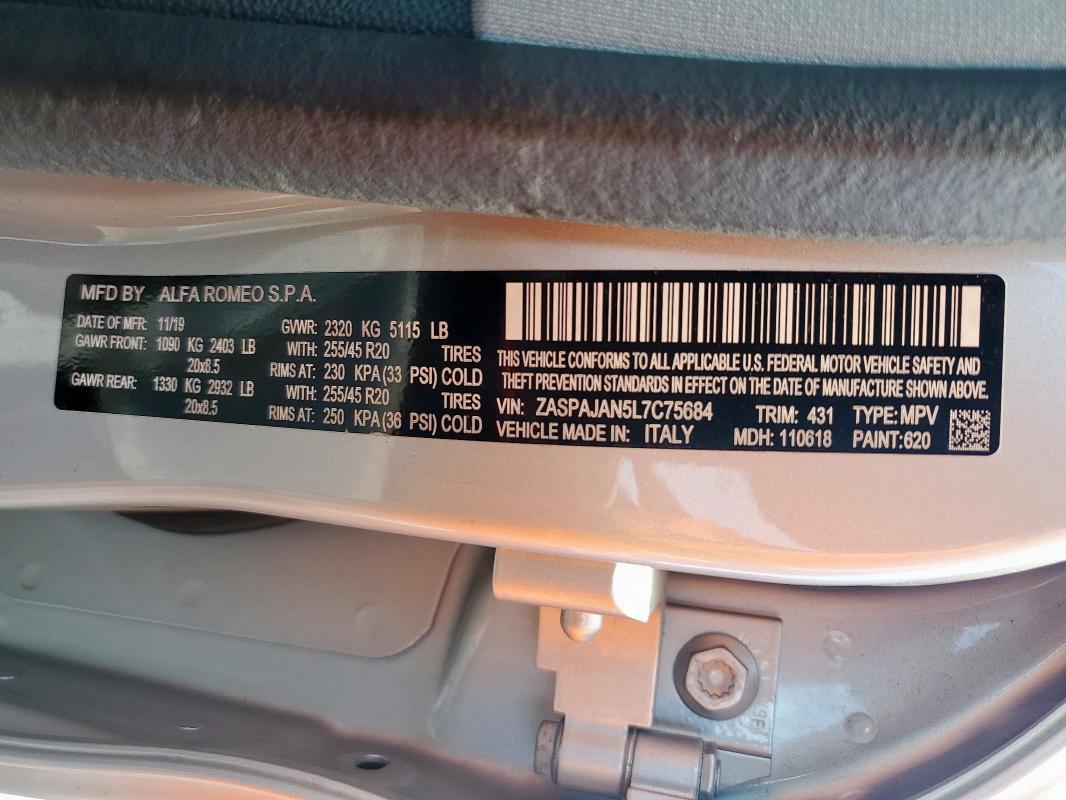 MFD BY ALFA ROMEO S.P.A.
DATE OF MFR: 11/19 GVWR: 2320 KG 5115 LB
GAWR FRONT: 1090 KG 2403 LB WITH: 255/45 R20 TIRES
20x8.5 RIMS AT: 230 KPA(33 PSI) COLD
GAWR REAR: 1330 KG 2932 LB WITH: 255/45 R20 TIRES
20x8.5 RIMS AT: 250 KPA(36 PSI) COLD
THIS VEHICLE CONFORMS TO ALL APPLICABLE U.S. FEDERAL MOTOR VEHICLE SAFETY AND
THEFT PREVENTION STANDARDS IN EFFECT ON THE DATE OF MANUFACTURE SHOWN ABOVE.
VIN: ZASPAJAN5L7C75684 TRIM: 431 TYPE: MPV
VEHICLE MADE IN: ITALY MDH: 110618 PAINT:620